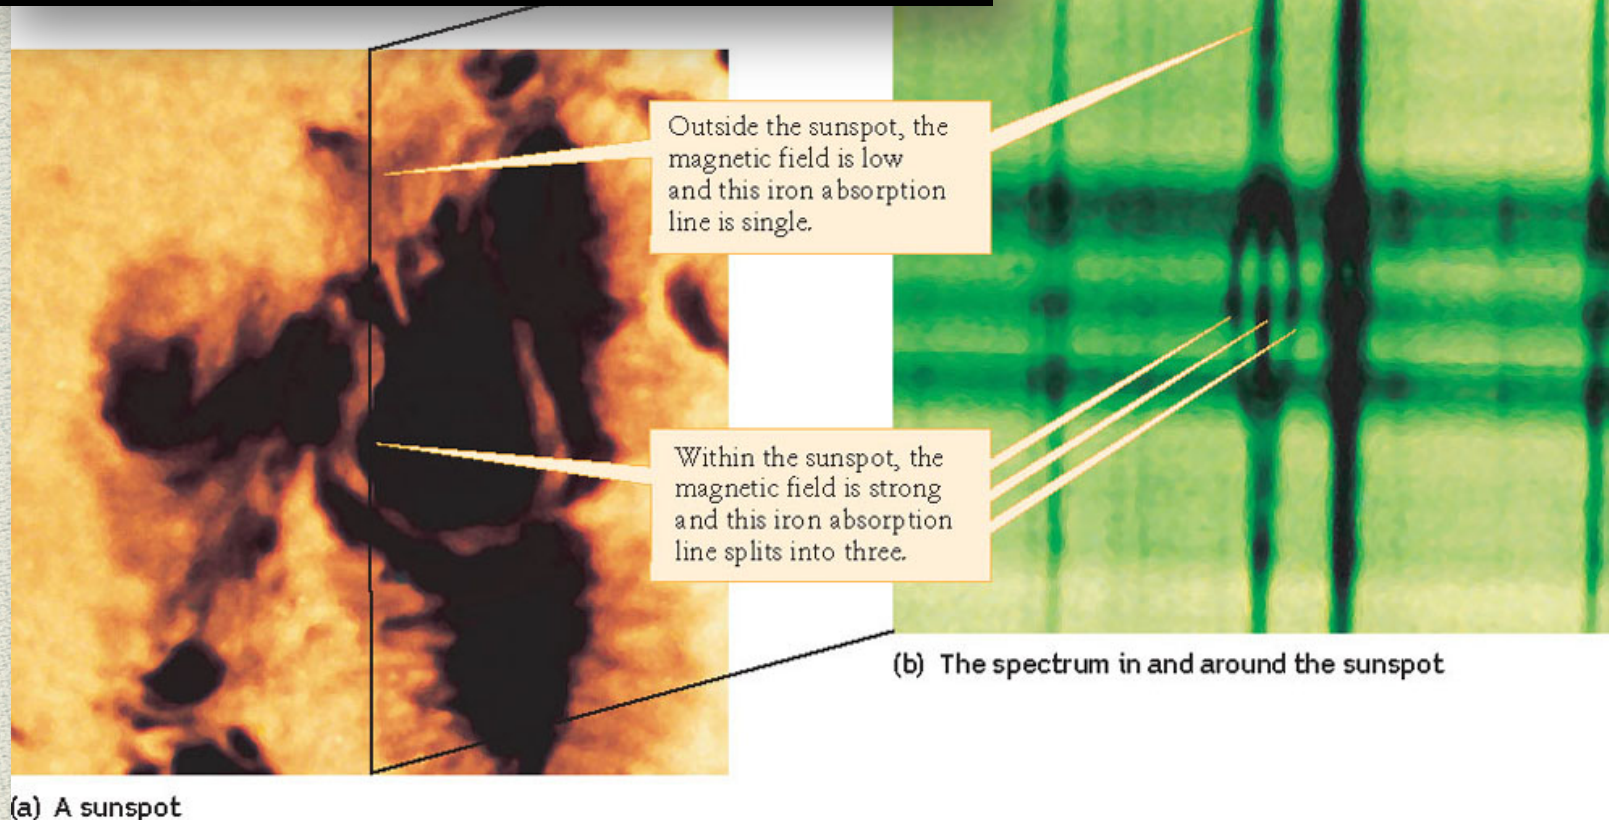 Outside the sunspot, the
magnetic field is low
and this iron absorption
line is single.
Within the sunspot, the
magnetic field is strong
and this iron absorption
line splits into three.
(b) The spectrum in and around the sunspot
(a) A sunspot